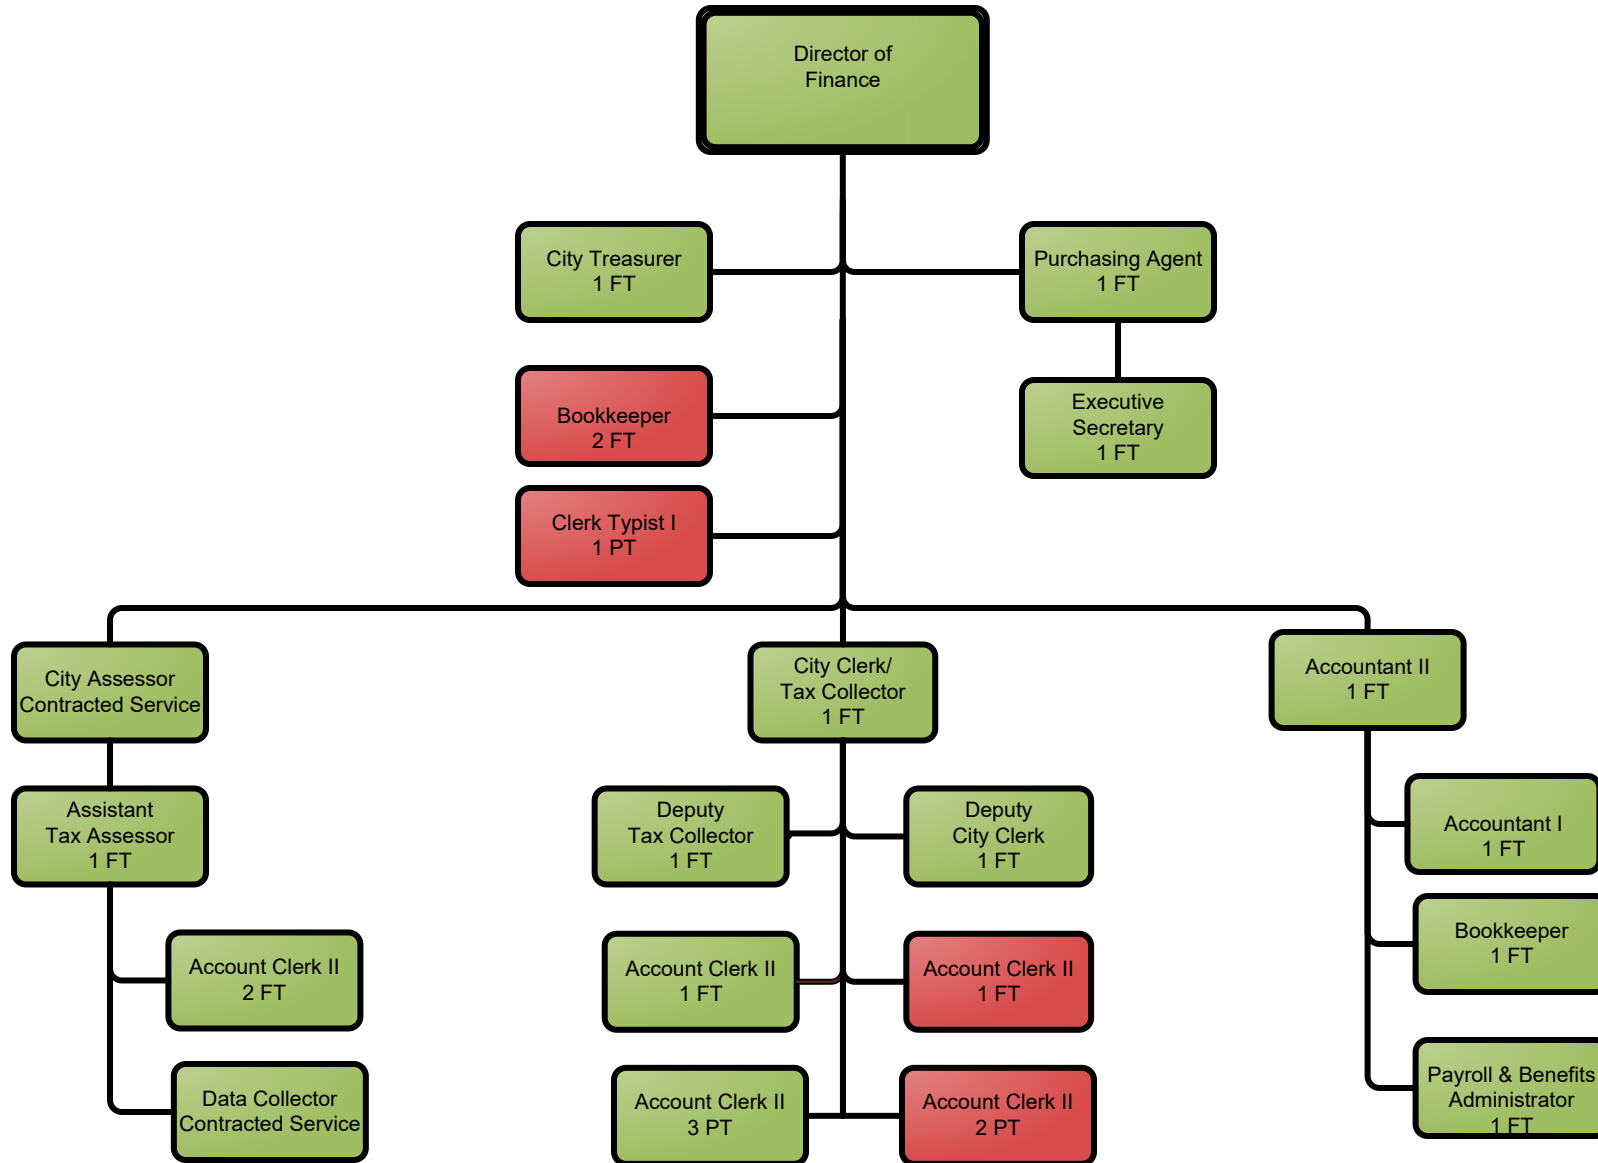 Director of
Finance
City Treasurer
1 FT
Purchasing Agent
1 FT
Bookkeeper
2 FT
Executive
Secretary
1 FT
Clerk Typist I
1 PT
City Assessor
Contracted Service
City Clerk/
Tax Collector
1 FT
Accountant II
1 FT
Assistant
Tax Assessor
1 FT
Deputy
Tax Collector
1 FT
Deputy
City Clerk
1 FT
Accountant I
1 FT
Account Clerk II
2 FT
Account Clerk II
1 FT
Account Clerk II
1 FT
Bookkeeper
1 FT
Data Collector
Contracted Service
Account Clerk II
3 PT
Account Clerk II
2 PT
Payroll & Benefits
Administrator
1 FT